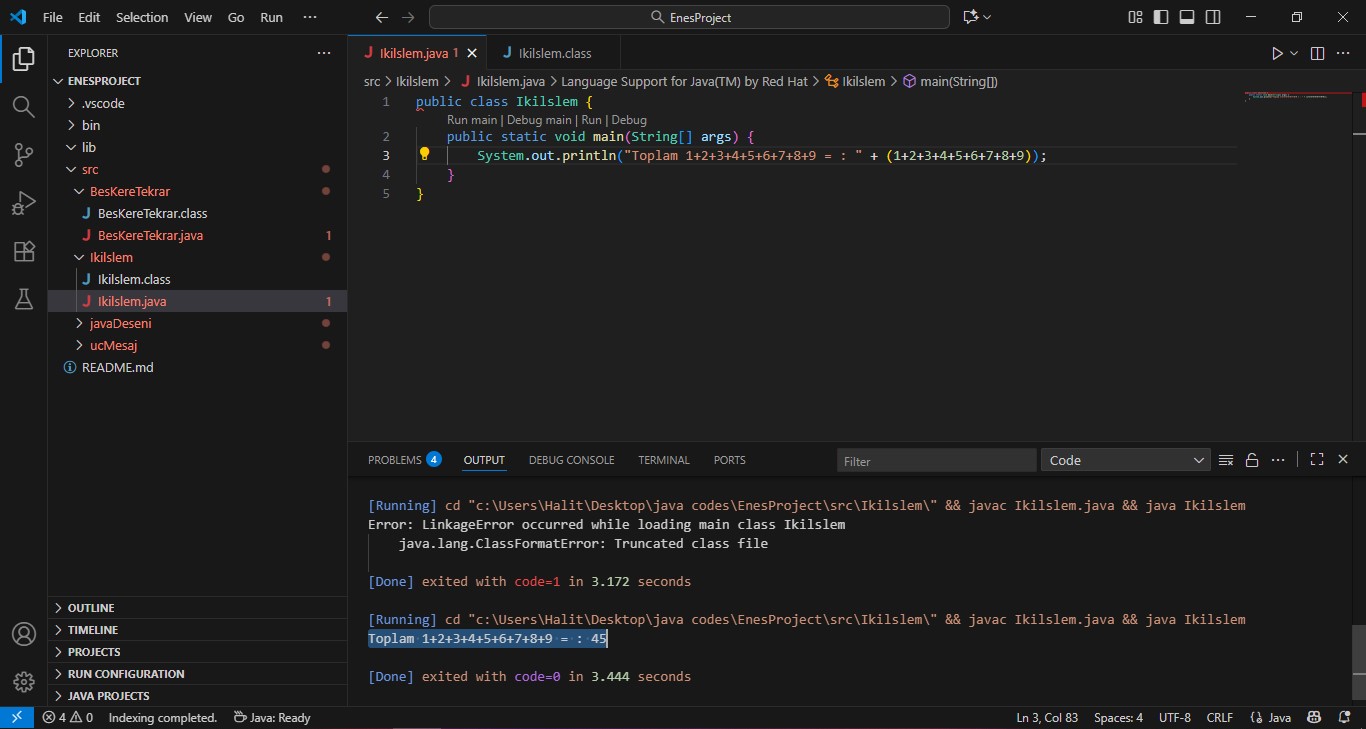 File Edit Selection View Go Run ··· EnesProject
EXPLORER ···
ENESPROJECT
.vscode
bin
lib
src
BesKereTekrar
BesKereTekrar.class
BesKereTekrar.java 1
Ikilslem
Ikilslem.class
Ikilslem.java 1
javaDeseni
ucMesaj
README.md
OUTLINE
TIMELINE
PROJECTS
RUN CONFIGURATION
JAVA PROJECTS
Ikilslem.java 1 Ikilslem.class
src > Ikilslem > Ikilslem.java > Language Support for Java(TM) by Red Hat > Ikilslem > main(String[])
1 public class Ikilslem {
Run main | Debug main | Run | Debug
2 public static void main(String[] args) {
3 System.out.println("Toplam 1+2+3+4+5+6+7+8+9 = : " + (1+2+3+4+5+6+7+8+9));
4 }
5 }
PROBLEMS 4 OUTPUT DEBUG CONSOLE TERMINAL PORTS Filter Code
[Running] cd "c:\Users\Halit\Desktop\java codes\EnesProject\src\Ikilslem\" && javac Ikilslem.java && java Ikilslem
Error: LinkageError occurred while loading main class Ikilslem
java.lang.ClassFormatError: Truncated class file
[Done] exited with code=1 in 3.172 seconds
[Running] cd "c:\Users\Halit\Desktop\java codes\EnesProject\src\Ikilslem\" && javac Ikilslem.java && java Ikilslem
Toplam 1+2+3+4+5+6+7+8+9 = : 45
[Done] exited with code=0 in 3.444 seconds
4 0 Indexing completed. Java: Ready Ln 3, Col 83 Spaces: 4 UTF-8 CRLF {} Java